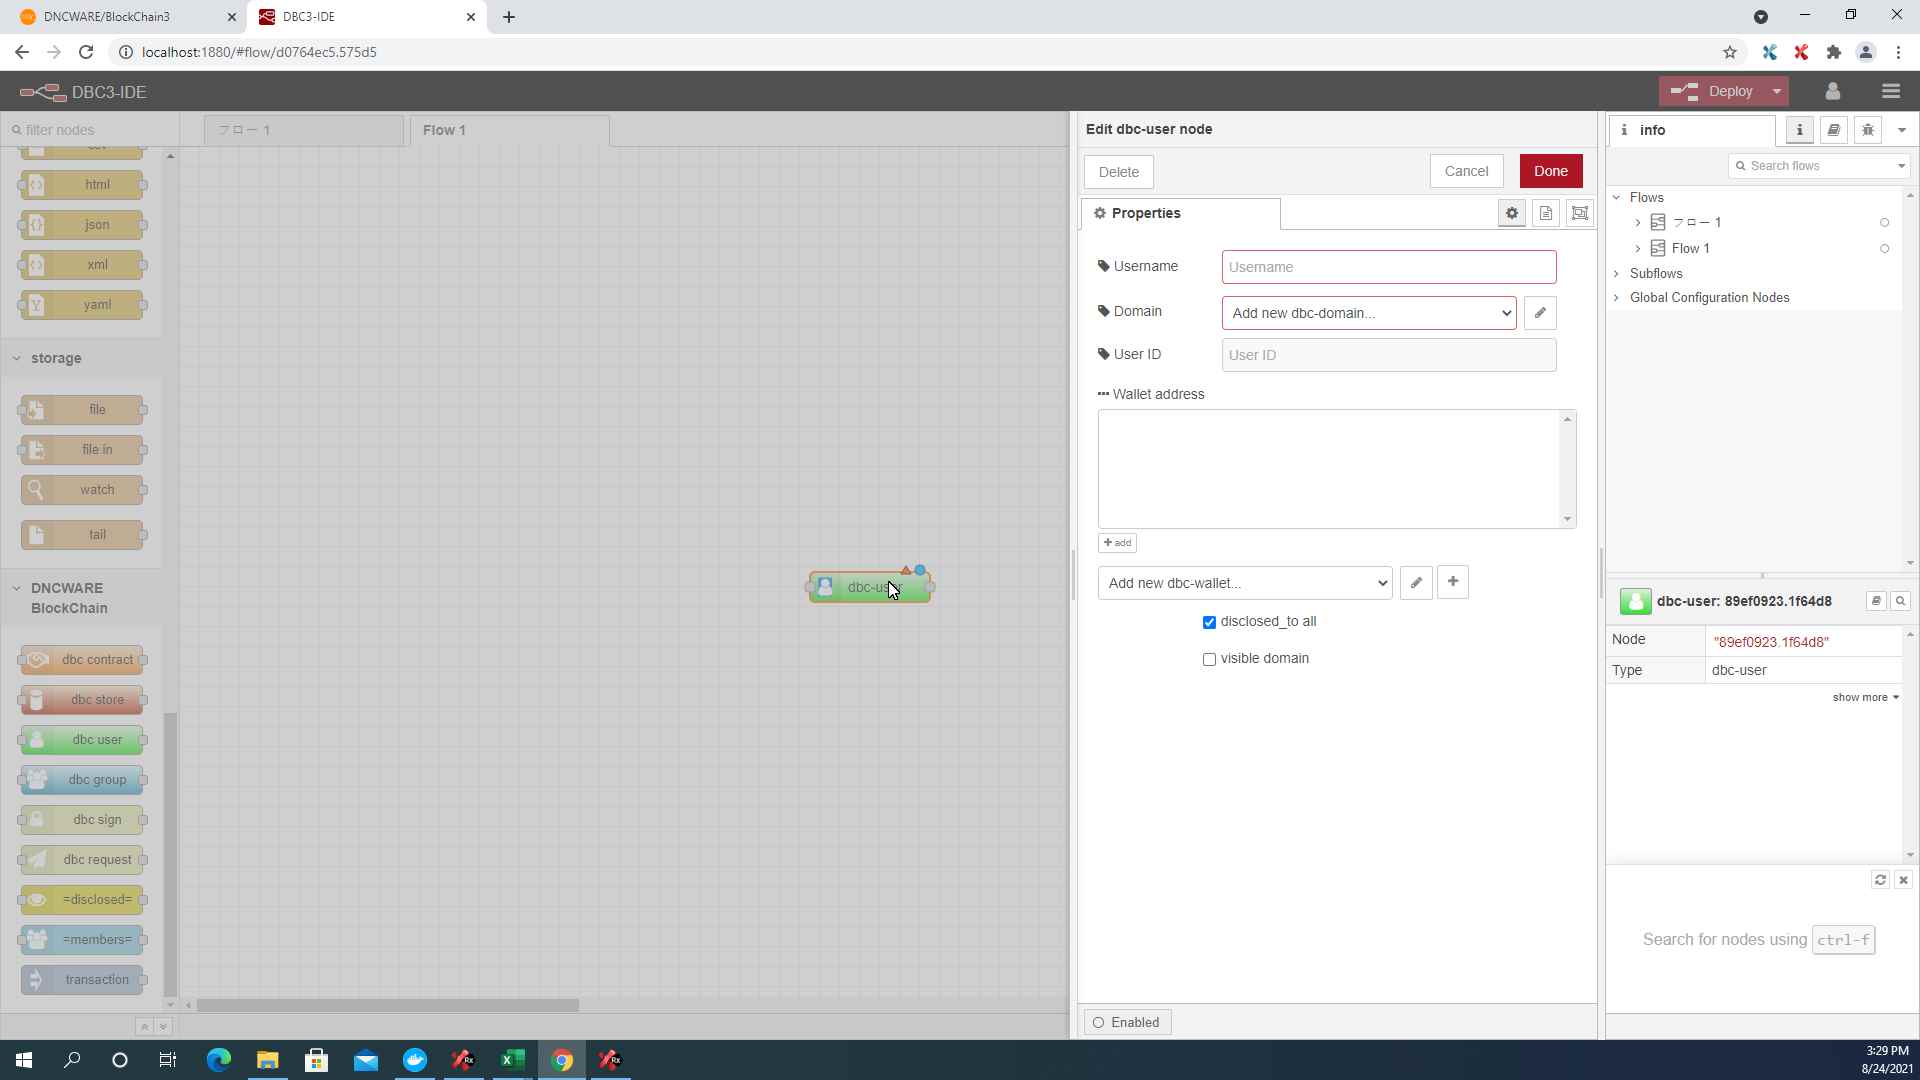 DNCWARE/BlockChain3
DBC3-IDE
localhost:1880/#flow/d0764ec5.575d5
DBC3-IDE
Deploy
filter nodes
フロー 1
Flow 1
html
json
xml
yaml
storage
file
file in
watch
tail
DNCWARE
BlockChain
dbc contract
dbc store
dbc user
dbc group
dbc sign
dbc request
=disclosed=
=members=
transaction
dbc-user
Edit dbc-user node
Delete
Cancel
Done
Properties
Username
Username
Domain
Add new dbc-domain...
User ID
User ID
Wallet address
add
Add new dbc-wallet...
disclosed_to all
visible domain
Enabled
info
Search flows
Flows
フロー 1
Flow 1
Subflows
Global Configuration Nodes
dbc-user: 89ef0923.1f64d8
Node
"89ef0923.1f64d8"
Type
dbc-user
show more
Search for nodes using ctrl-f
3:29 PM
8/24/2021